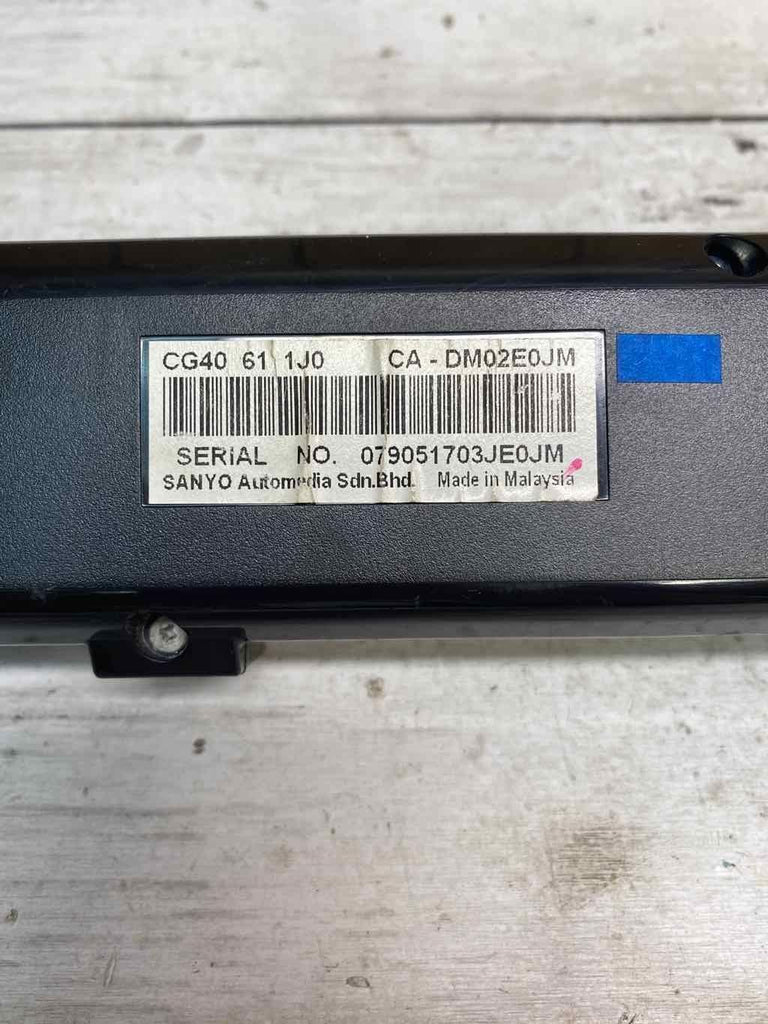 CG40 61 1J0 CA - DM02E0JM
SERIAL NO. 079051703JE0JM
SANYO Automedia Sdn.Bhd. Made in Malaysia